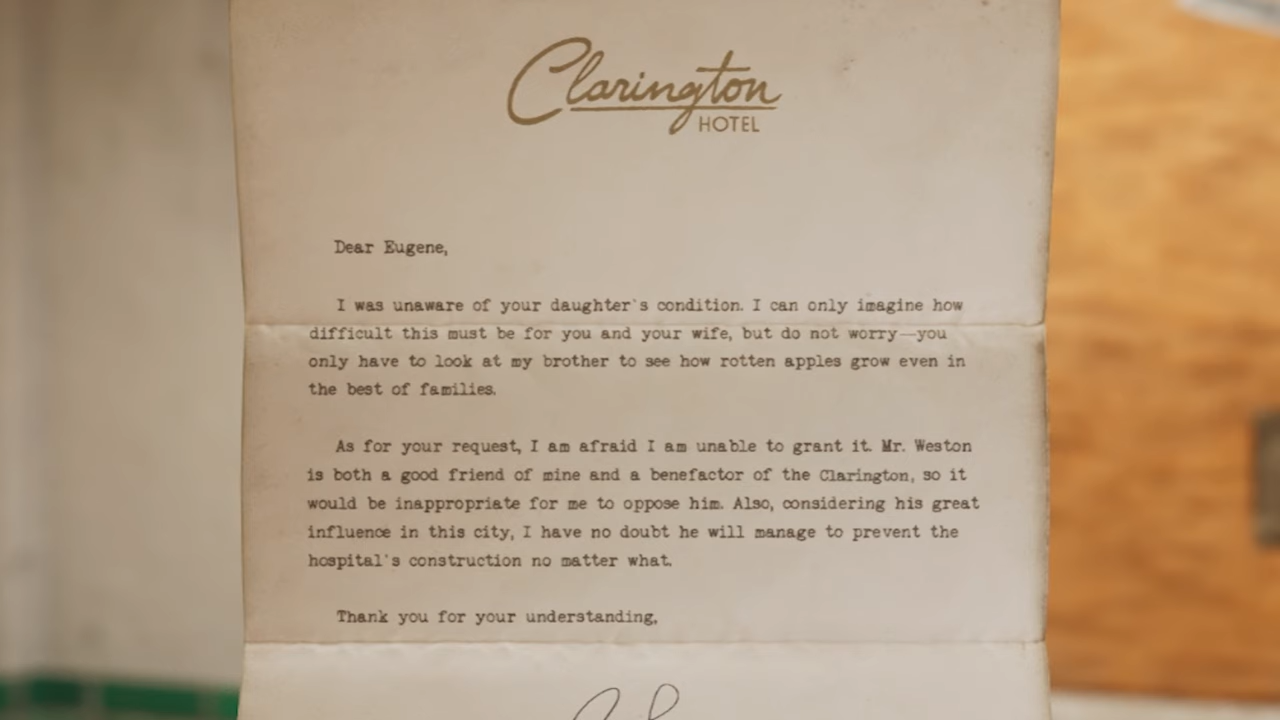 Clarington
HOTEL
Dear Eugene,
I was unaware of your daughter's condition. I can only imagine how
difficult this must be for you and your wife, but do not worry—you
only have to look at my brother to see how rotten apples grow even in
the best of families.
As for your request, I am afraid I am unable to grant it. Mr. Weston
is both a good friend of mine and a benefactor of the Clarington, so it
would be inappropriate for me to oppose him. Also, considering his great
influence in this city, I have no doubt he will manage to prevent the
hospital's construction no matter what.
Thank you for your understanding,